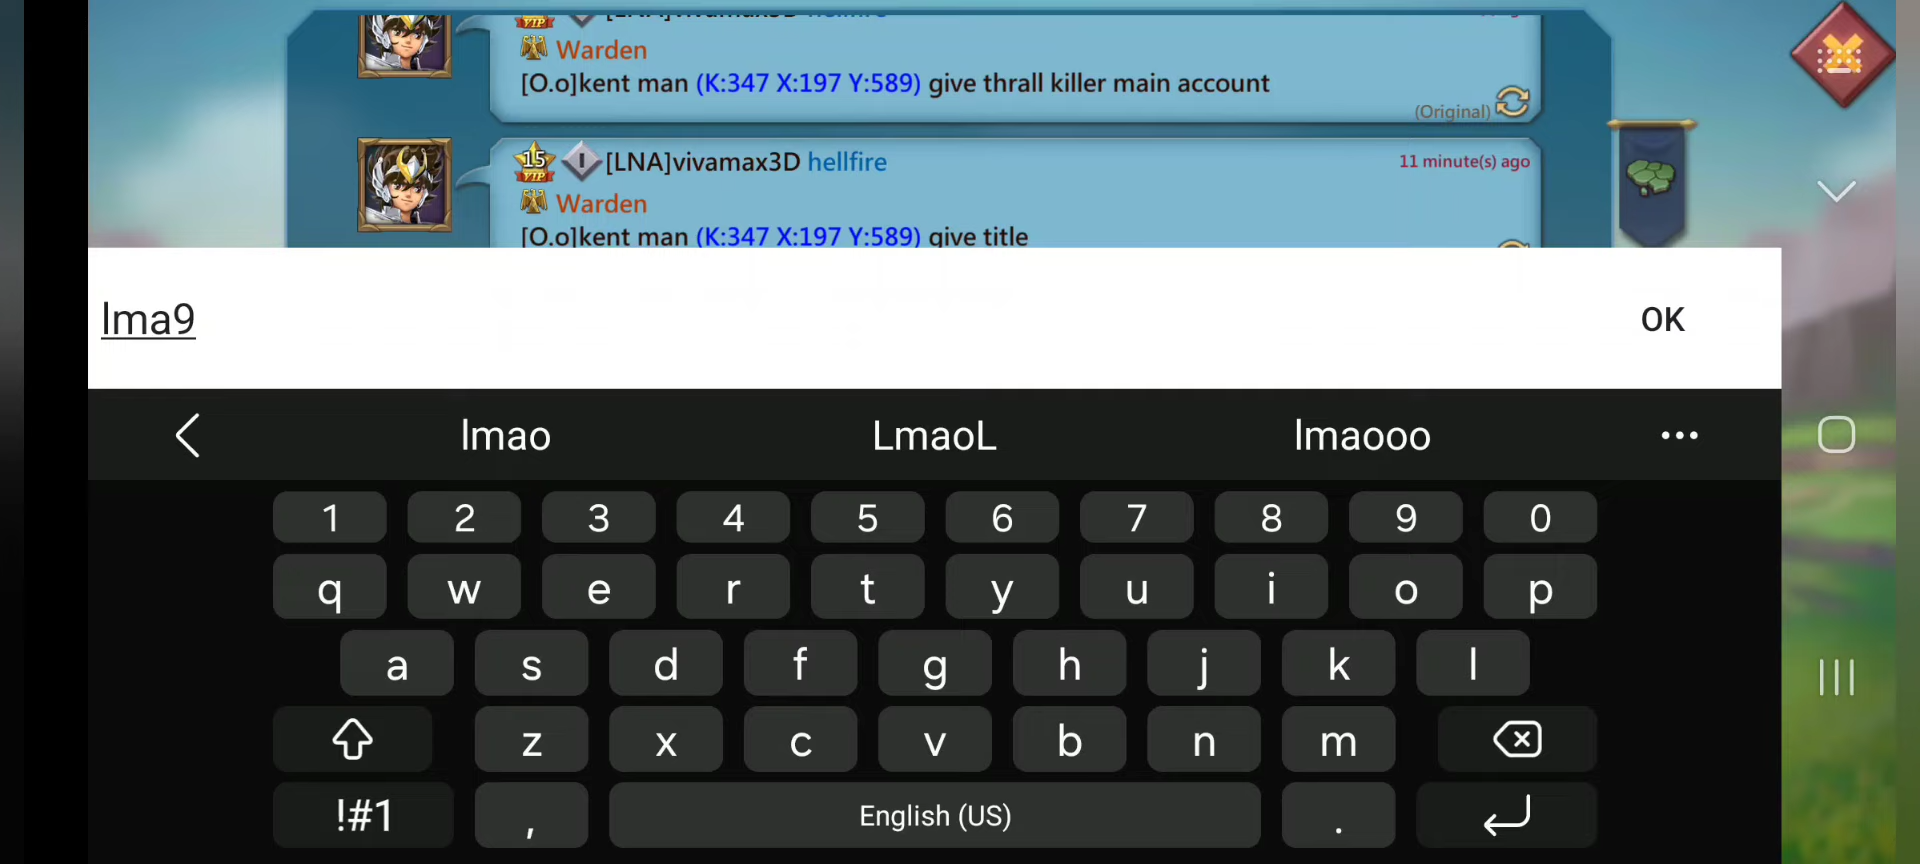 VIP
Warden
[O.o]kent man (K:347 X:197 Y:589) give thrall killer main account
(Original)
15 VIP [LNA]vivamax3D hellfire 11 minute(s) ago
Warden
[O.o]kent man (K:347 X:197 Y:589) give title
lma9 OK
lmao LmaoL lmaooo
1 2 3 4 5 6 7 8 9 0
q w e r t y u i o p
a s d f g h j k l
z x c v b n m
!#1 , English (US) .